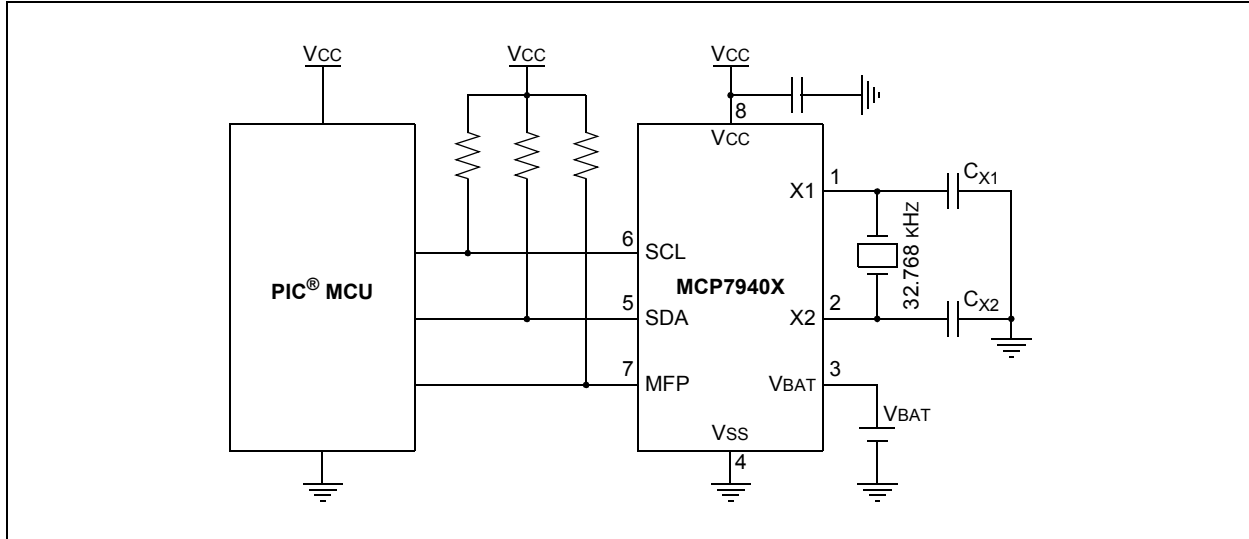 VCC
VCC
VCC
8
VCC
1
X1
CX1
6
SCL
32.768 KHZ
PIC® MCU
MCP7940X
5
SDA
2
X2
CX2
7
MFP
3
VBAT
VBAT
VSS
4